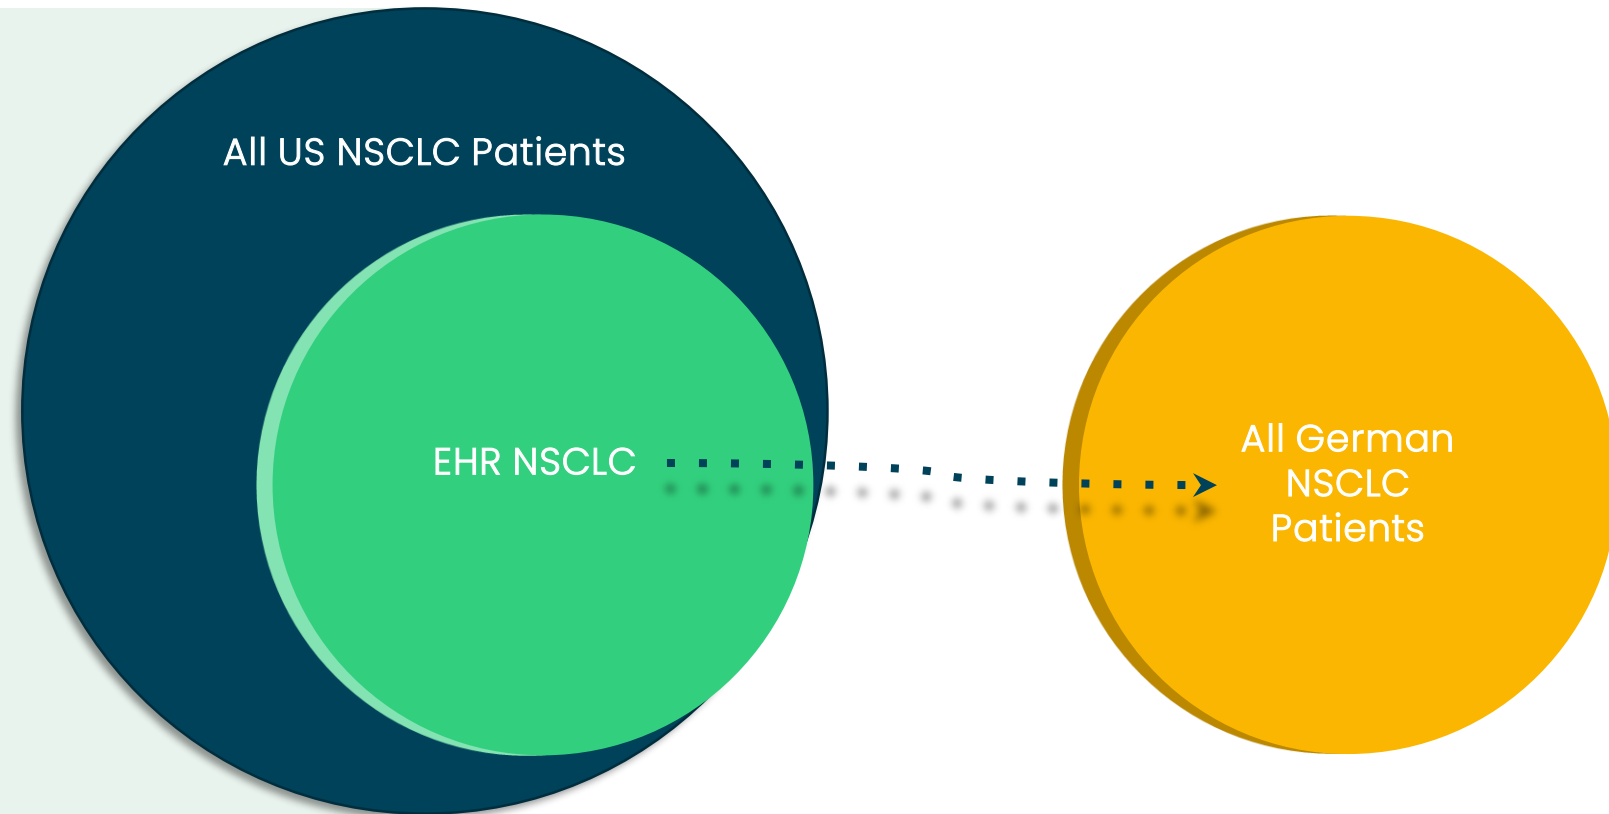 All US NSCLC Patients
EHR NSCLC
All German
NSCLC
Patients